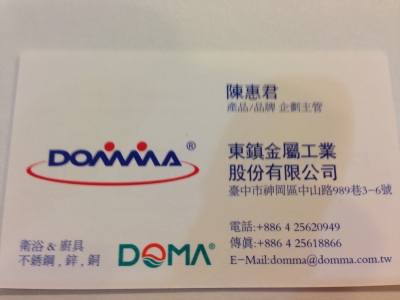 陳惠君
產品/品牌 企劃主管
DOMMA®
東鎮金屬工業
股份有限公司
臺中市神岡區中山路989巷3-6號
電話:+886 4 25620949
傳眞:+886 4 25618866
E-Mail:domma@domma.com.tw
衛浴 & 廚具
不銹鋼 , 鋅 , 銅
DOMA®